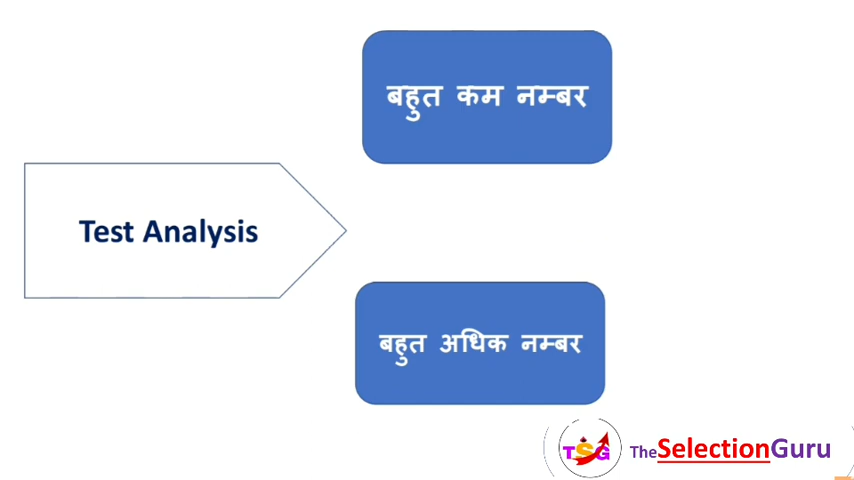 बहुत कम नम्बर
Test Analysis
बहुत अधिक नम्बर
TSG TheSelectionGuru